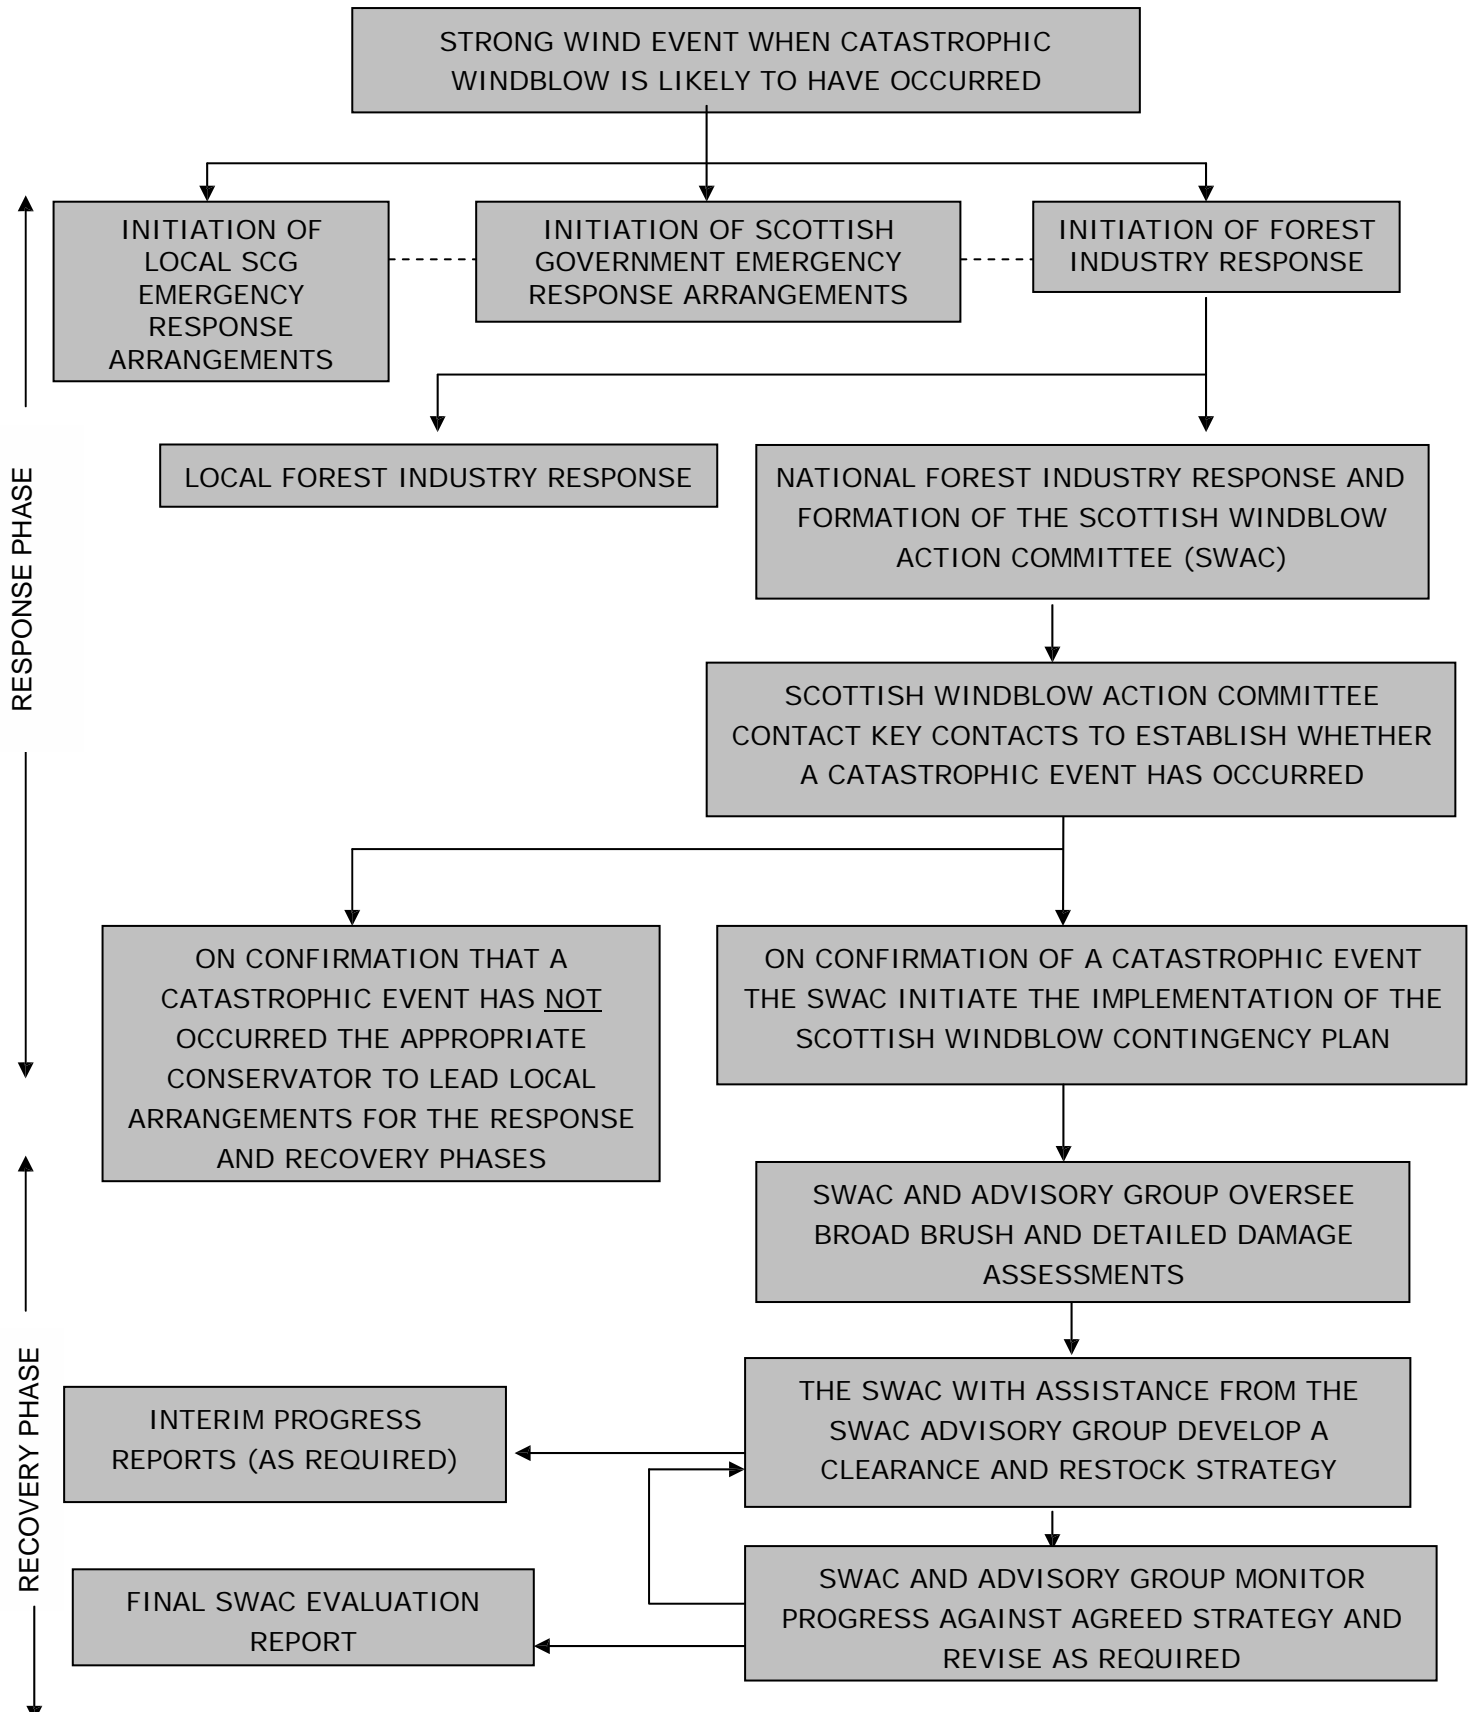 STRONG WIND EVENT WHEN CATASTROPHIC
WINDBLOW IS LIKELY TO HAVE OCCURRED
INITIATION OF
LOCAL SCG
EMERGENCY
RESPONSE
ARRANGEMENTS
INITIATION OF SCOTTISH
GOVERNMENT EMERGENCY
RESPONSE ARRANGEMENTS
INITIATION OF FOREST
INDUSTRY RESPONSE
RESPONSE PHASE
LOCAL FOREST INDUSTRY RESPONSE
NATIONAL FOREST INDUSTRY RESPONSE AND
FORMATION OF THE SCOTTISH WINDBLOW
ACTION COMMITTEE (SWAC)
SCOTTISH WINDBLOW ACTION COMMITTEE
CONTACT KEY CONTACTS TO ESTABLISH WHETHER
A CATASTROPHIC EVENT HAS OCCURRED
ON CONFIRMATION THAT A
CATASTROPHIC EVENT HAS NOT
OCCURRED THE APPROPRIATE
CONSERVATOR TO LEAD LOCAL
ARRANGEMENTS FOR THE RESPONSE
AND RECOVERY PHASES
ON CONFIRMATION OF A CATASTROPHIC EVENT
THE SWAC INITIATE THE IMPLEMENTATION OF THE
SCOTTISH WINDBLOW CONTINGENCY PLAN
SWAC AND ADVISORY GROUP OVERSEE
BROAD BRUSH AND DETAILED DAMAGE
ASSESSMENTS
RECOVERY PHASE
INTERIM PROGRESS
REPORTS (AS REQUIRED)
THE SWAC WITH ASSISTANCE FROM THE
SWAC ADVISORY GROUP DEVELOP A
CLEARANCE AND RESTOCK STRATEGY
FINAL SWAC EVALUATION
REPORT
SWAC AND ADVISORY GROUP MONITOR
PROGRESS AGAINST AGREED STRATEGY AND
REVISE AS REQUIRED